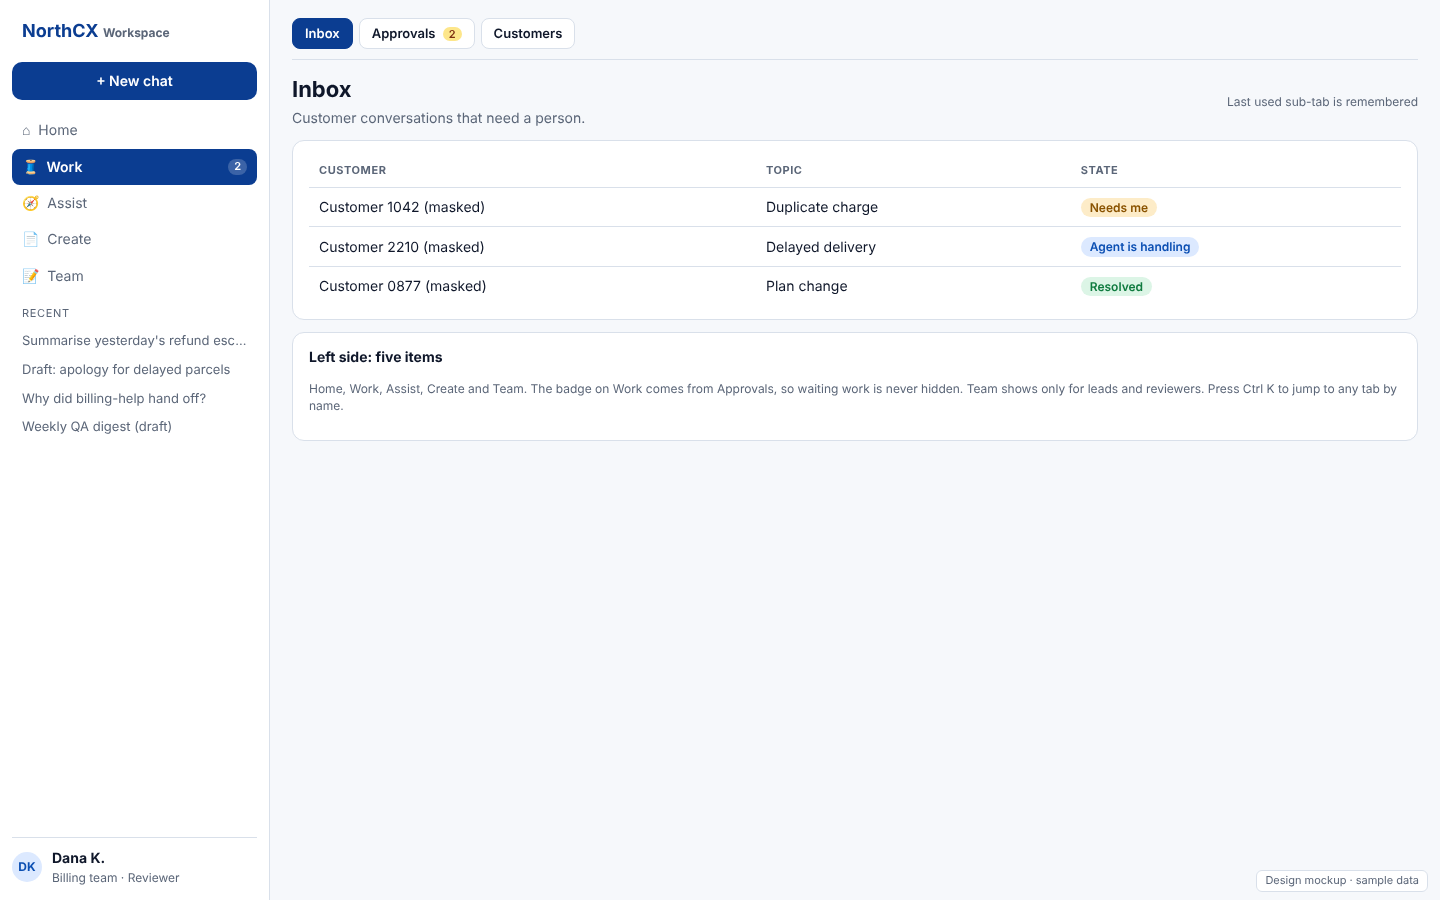 NorthCX Workspace
+ New chat
Home
Work 2
Assist
Create
Team
RECENT
Summarise yesterday's refund esc...
Draft: apology for delayed parcels
Why did billing-help hand off?
Weekly QA digest (draft)
DK
Dana K.
Billing team · Reviewer
Inbox
Approvals 2
Customers
Inbox
Customer conversations that need a person.
Last used sub-tab is remembered
CUSTOMER TOPIC STATE
Customer 1042 (masked) Duplicate charge Needs me
Customer 2210 (masked) Delayed delivery Agent is handling
Customer 0877 (masked) Plan change Resolved
Left side: five items
Home, Work, Assist, Create and Team. The badge on Work comes from Approvals, so waiting work is never hidden. Team shows only for leads and reviewers. Press Ctrl K to jump to any tab by
name.
Design mockup · sample data